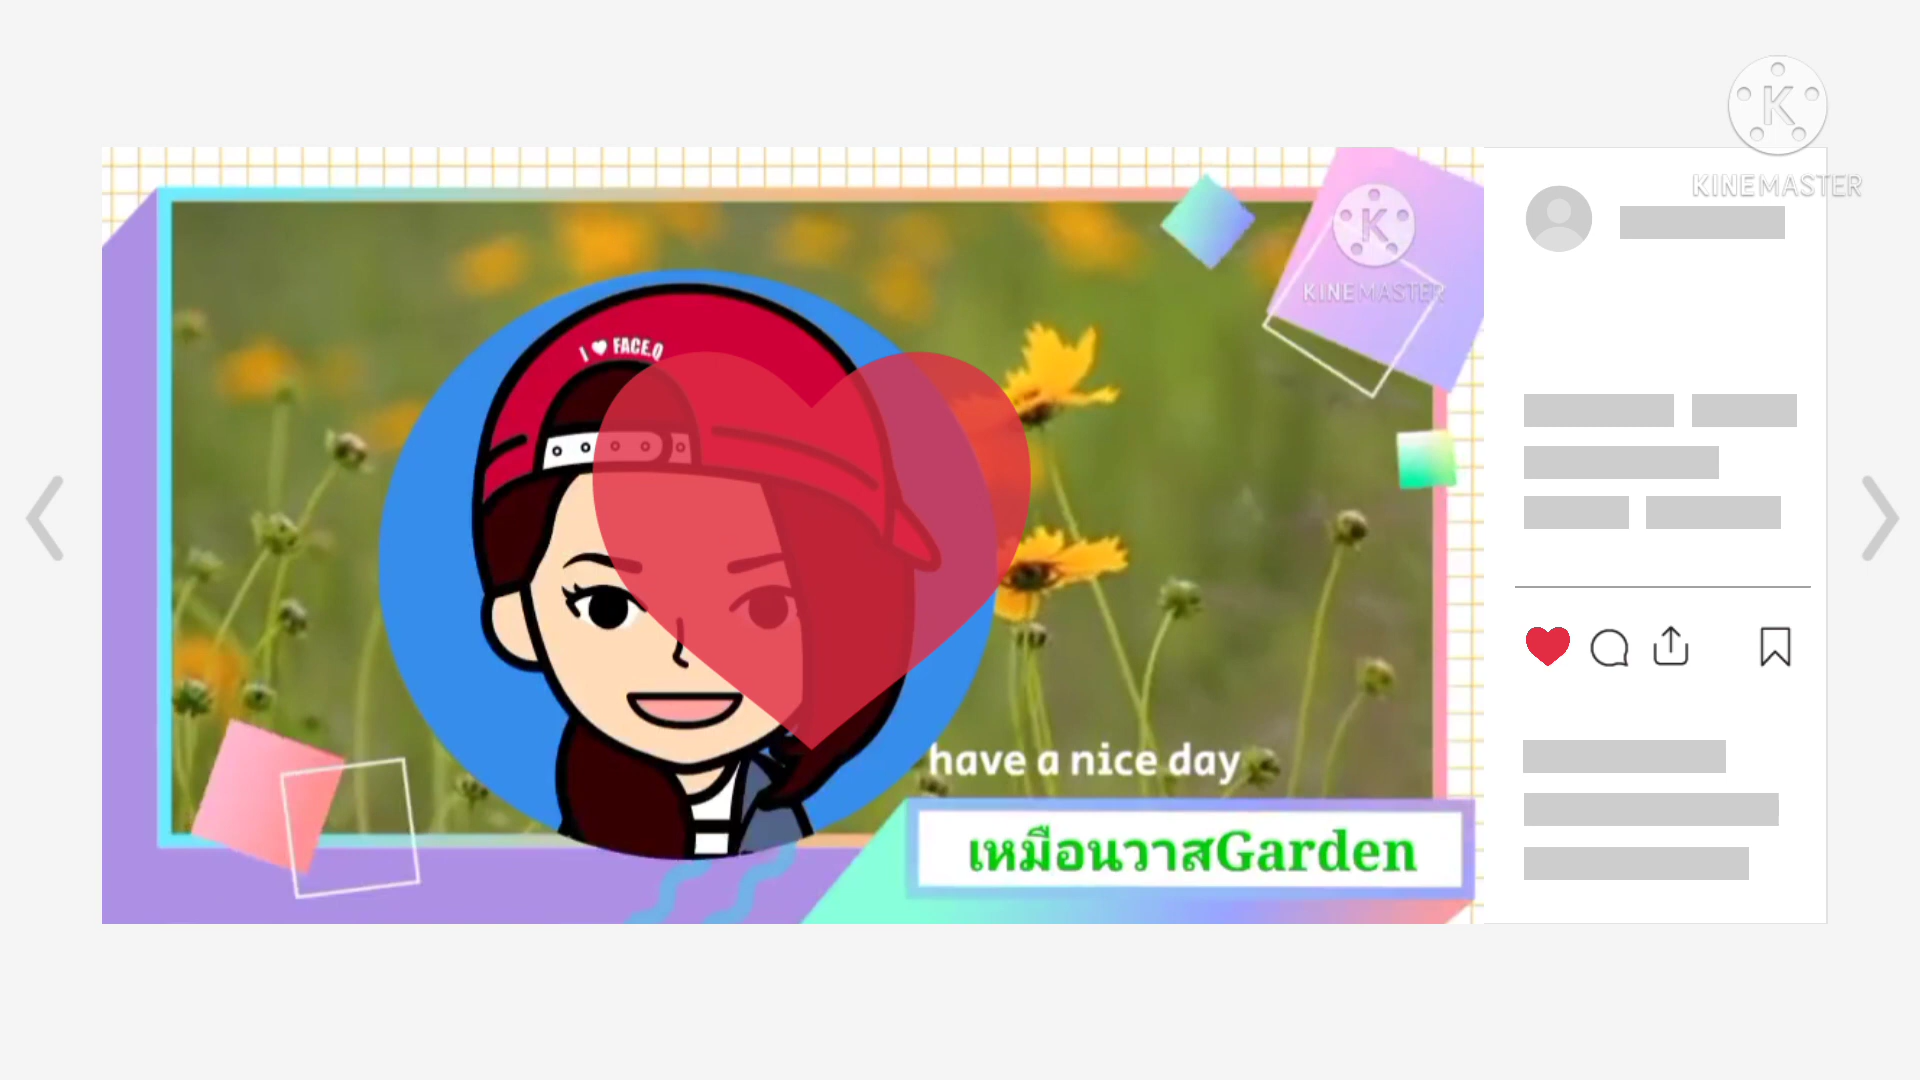 K
KINEMASTER
K
KINEMASTER
I ♥ FACE.Q
have a nice day
เหมือนวาสGarden